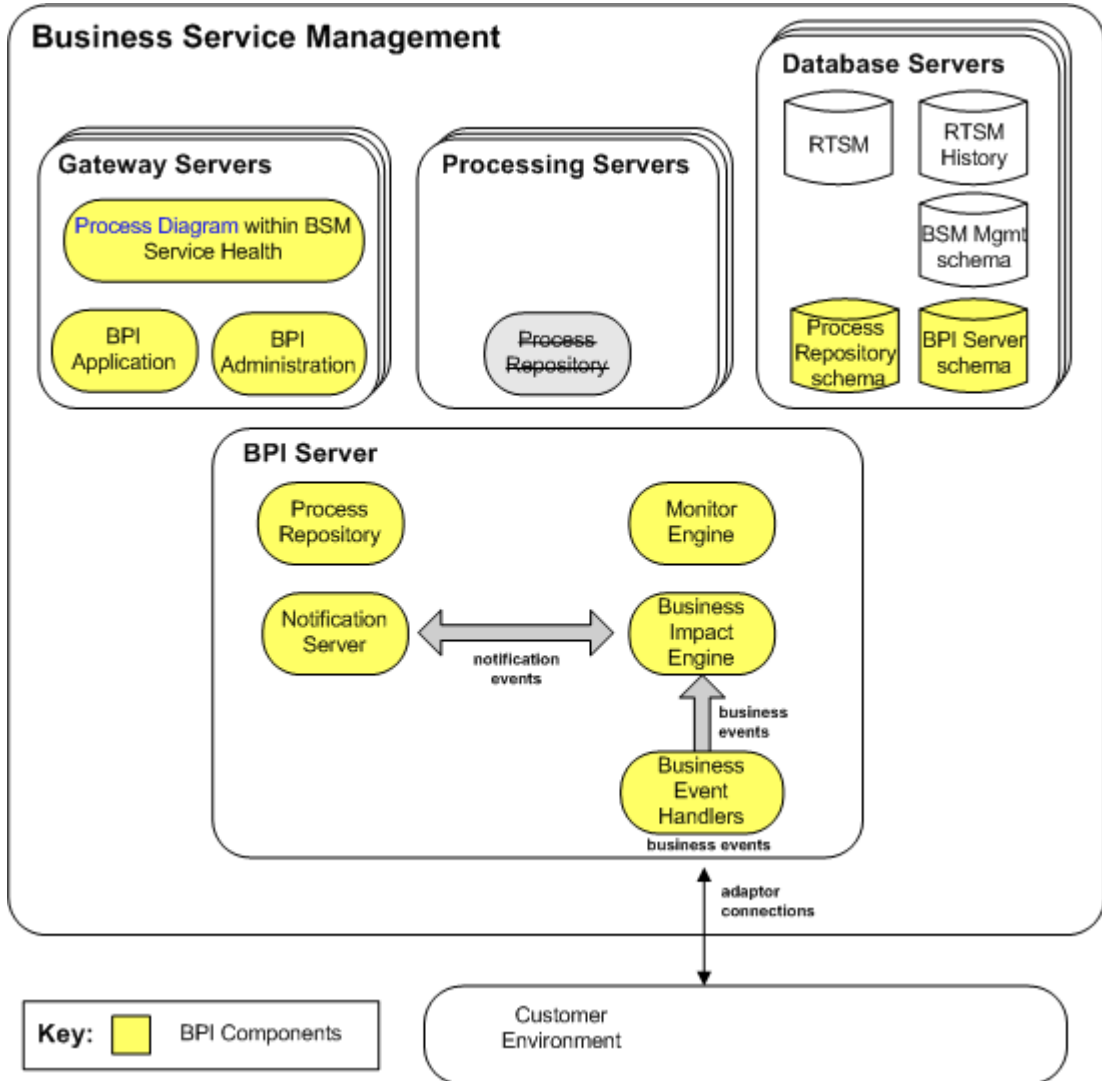 Business Service Management
Database Servers
RTSM
RTSM
History
BSM Mgmt
schema
Process
Repository
schema
BPI Server
schema
Gateway Servers
Process Diagram within BSM
Service Health
BPI
Application
BPI
Administration
Processing Servers
Process
Repository
BPI Server
Process
Repository
Monitor
Engine
Notification
Server
notification
events
Business
Impact
Engine
business
events
Business
Event
Handlers
business events
adaptor
connections
Key:
BPI Components
Customer
Environment